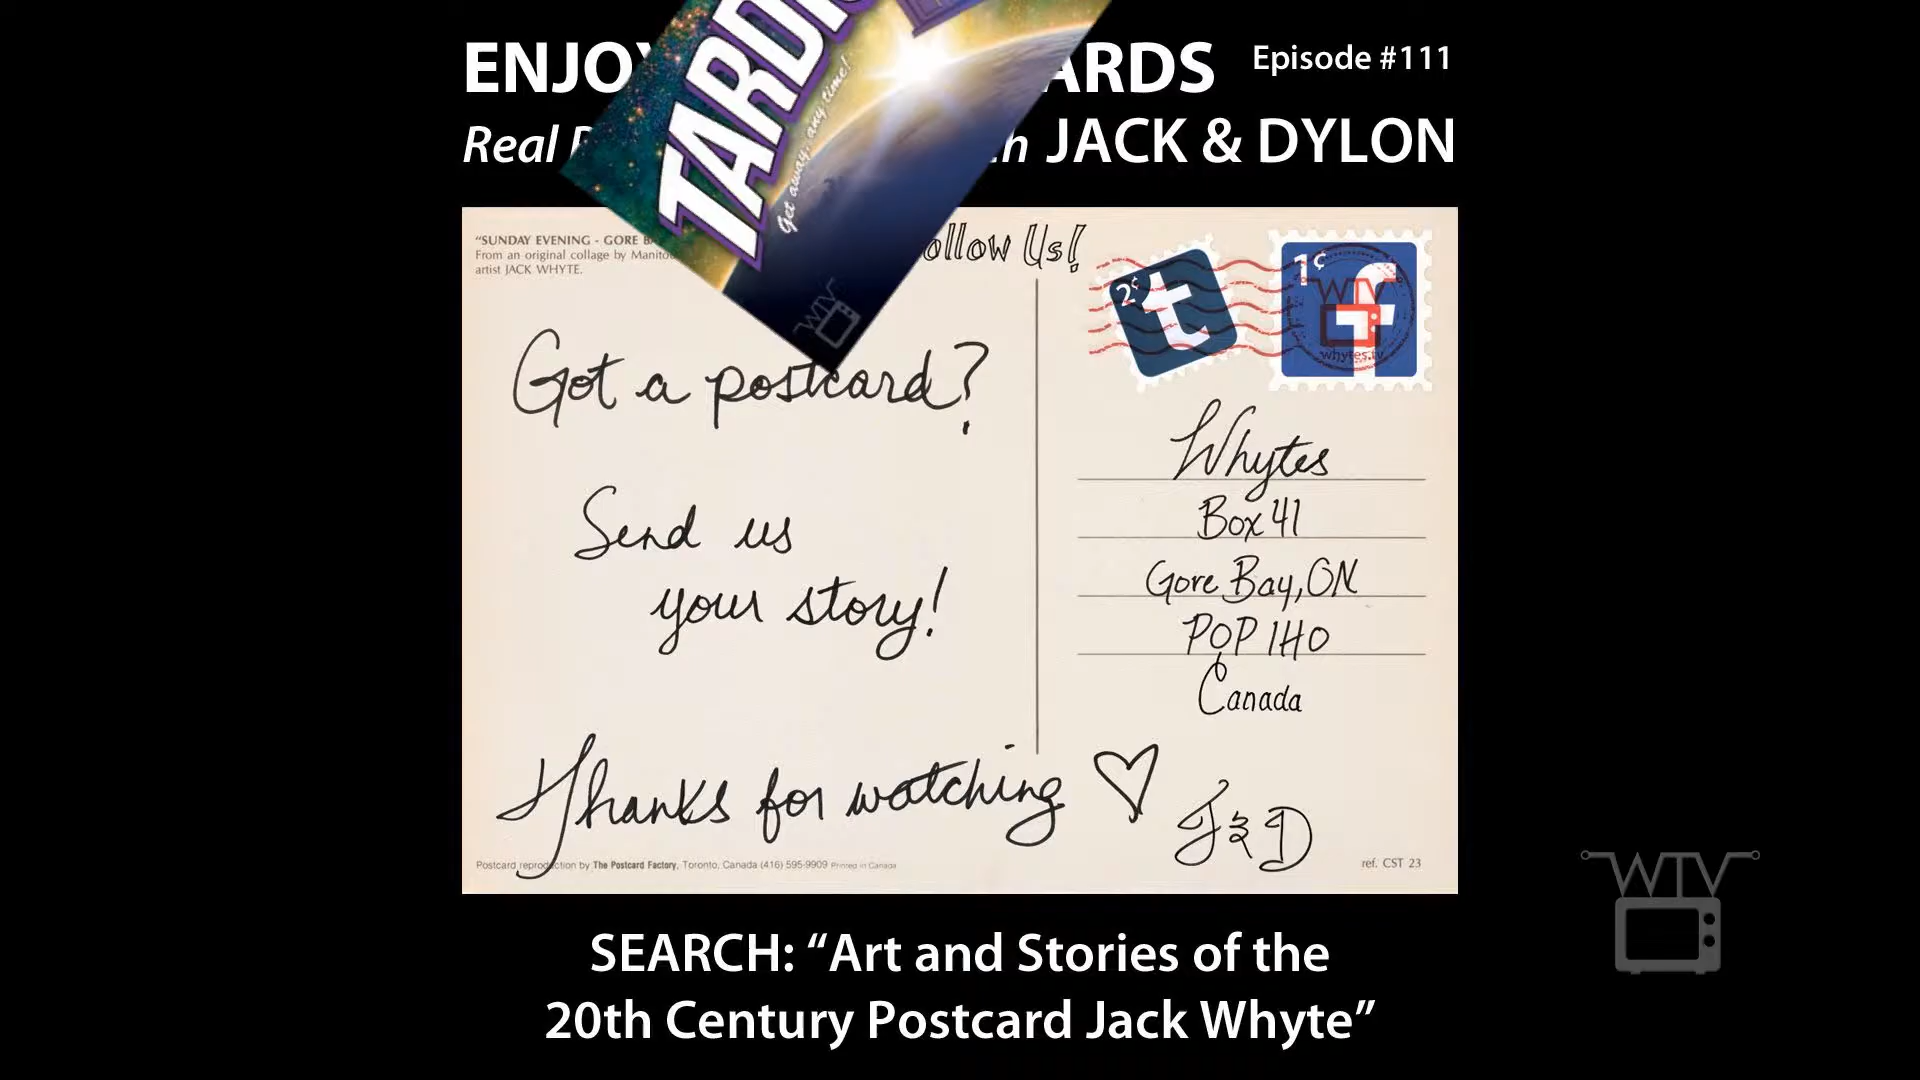 ENJOY ARDS Episode #111
Real JACK & DYLON
TARDIS
Get away, any time!
"SUNDAY EVENING - GORE
From an original collage by
artist JACK WHYTE.
ollow Us!
2¢ t
1¢ f
WTV
whytes.tv
Got a postcard?
Send us
your story!
Thanks for watching
J & D
Whytes
Box 41
Gore Bay, ON
P0P 1H0
Canada
Postcard reproduction by The Postcard Factory, Toronto, Canada (416) 595-9909 Printed in Canada
ref. CST 23
WTV
SEARCH: “Art and Stories of the
20th Century Postcard Jack Whyte”